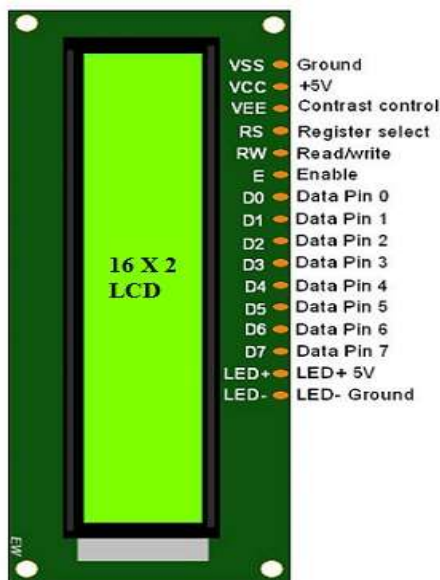 VSS Ground
VCC +5V
VEE Contrast control
RS Register select
RW Read/write
E Enable
D0 Data Pin 0
D1 Data Pin 1
D2 Data Pin 2
D3 Data Pin 3
D4 Data Pin 4
D5 Data Pin 5
D6 Data Pin 6
D7 Data Pin 7
LED+ LED+ 5V
LED- LED- Ground
16 X 2
LCD
EW